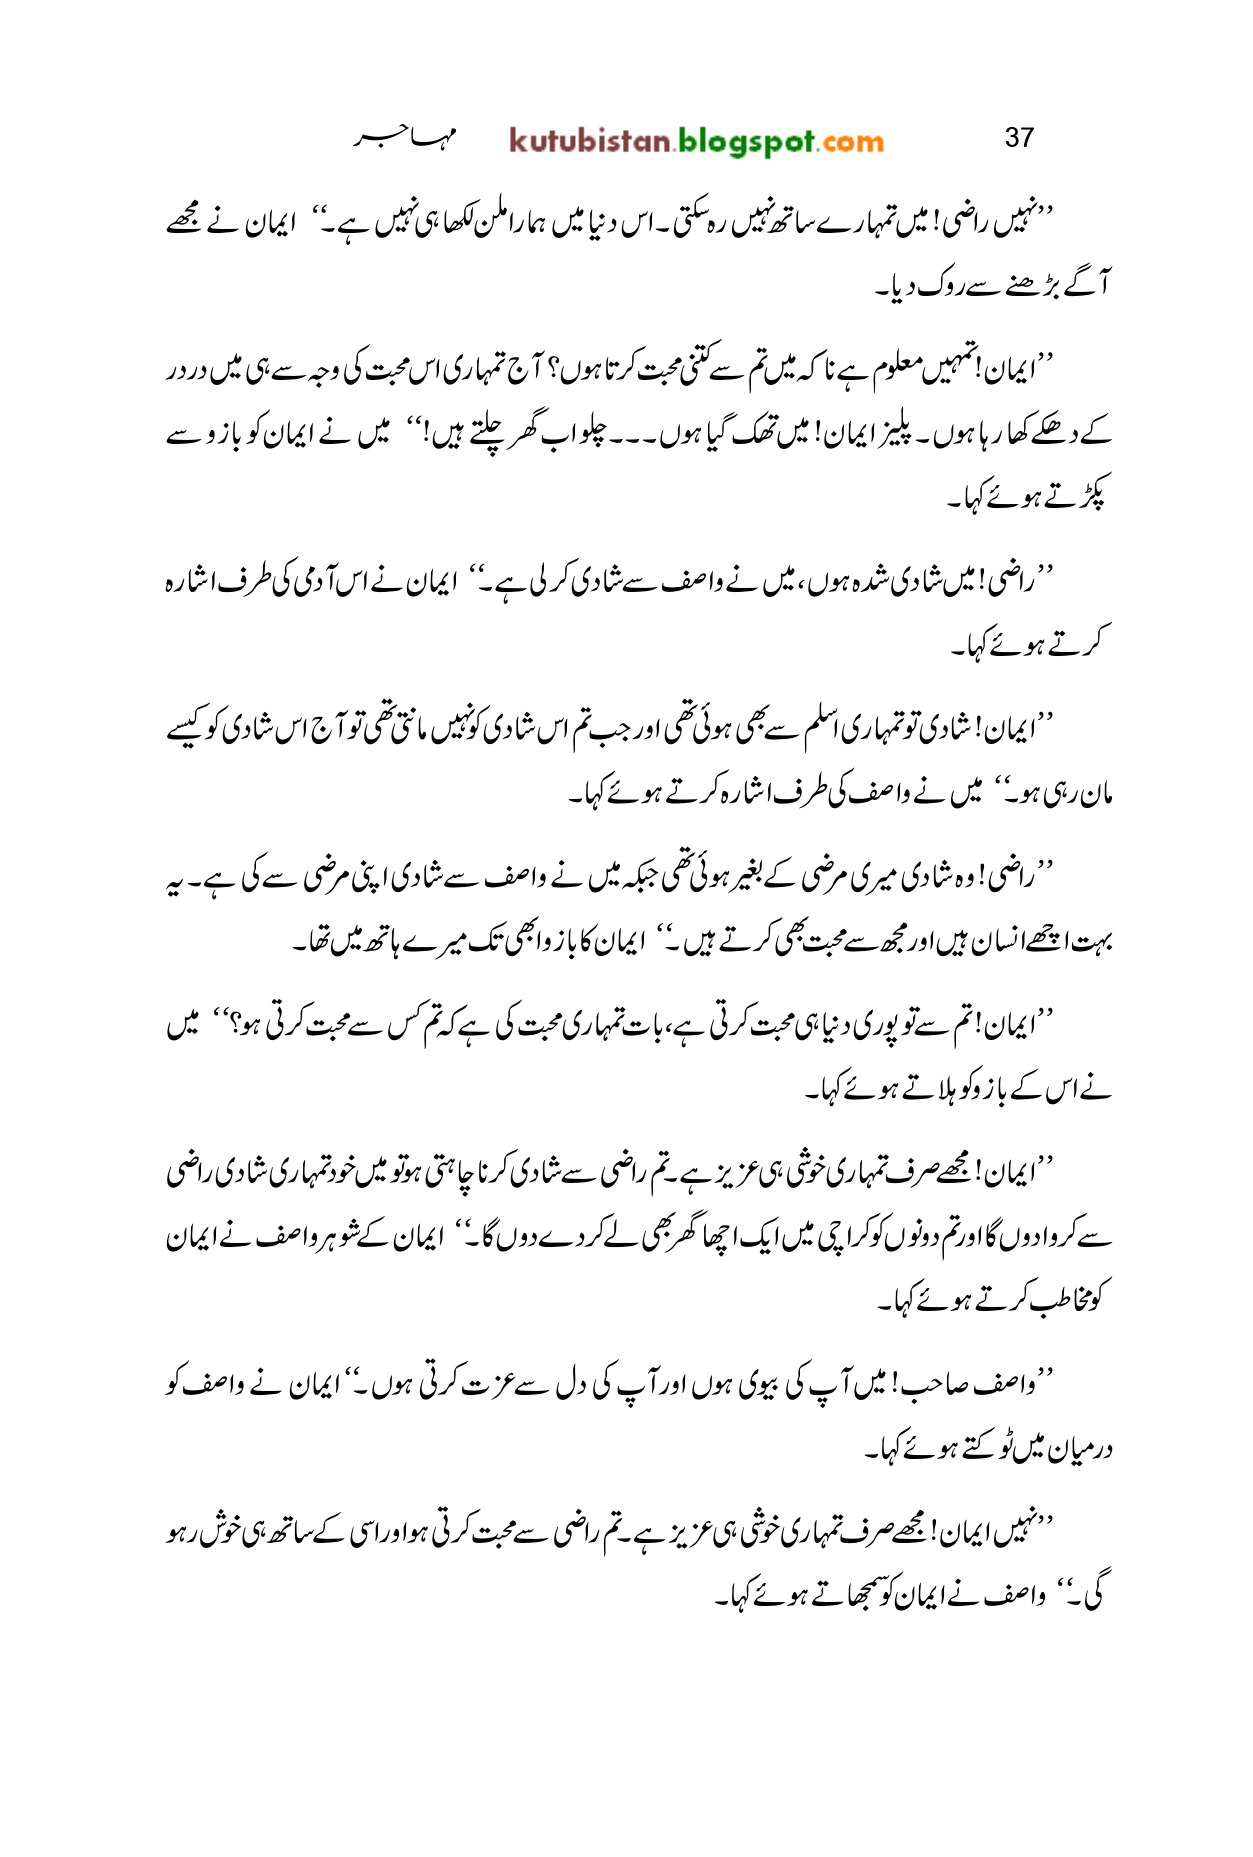 37 kutubistan.blogspot.com مہاجر
’’نہیں راضی! میں تمہارے ساتھ نہیں رہ سکتی۔ اس دنیا میں ہمارا ملن لکھا ہی نہیں ہے۔‘‘ ایمان نے مجھے
آگے بڑھنے سے روک دیا۔
’’ایمان! تمہیں معلوم ہے نا کہ میں تم سے کتنی محبت کرتا ہوں؟ آج تمہاری اس محبت کی وجہ سے ہی میں در در
کے دھکے کھا رہا ہوں۔ پلیز ایمان! میں تھک گیا ہوں۔۔۔ چلو اب گھر چلتے ہیں!‘‘ میں نے ایمان کو بازو سے
پکڑتے ہوئے کہا۔
’’راضی! میں شادی شدہ ہوں، میں نے واصف سے شادی کر لی ہے۔‘‘ ایمان نے اس آدمی کی طرف اشارہ
کرتے ہوئے کہا۔
’’ایمان! شادی تو تمہاری اسلم سے بھی ہوئی تھی اور جب تم اس شادی کو نہیں مانتی تھی تو آج اس شادی کو کیسے
مان رہی ہو۔‘‘ میں نے واصف کی طرف اشارہ کرتے ہوئے کہا۔
’’راضی! وہ شادی میری مرضی کے بغیر ہوئی تھی جبکہ میں نے واصف سے شادی اپنی مرضی سے کی ہے۔ یہ
بہت اچھے انسان ہیں اور مجھ سے محبت بھی کرتے ہیں۔‘‘ ایمان کا بازو ابھی تک میرے ہاتھ میں تھا۔
’’ایمان! تم سے تو پوری دنیا ہی محبت کرتی ہے، بات تمہاری محبت کی ہے کہ تم کس سے محبت کرتی ہو؟‘‘ میں
نے اس کے بازو کو ہلاتے ہوئے کہا۔
’’ایمان! مجھے صرف تمہاری خوشی ہی عزیز ہے۔ تم راضی سے شادی کرنا چاہتی ہو تو میں خود تمہاری شادی راضی
سے کروا دوں گا اور تم دونوں کو کراچی میں ایک اچھا گھر بھی لے کر دے دوں گا۔‘‘ ایمان کے شوہر واصف نے ایمان
کو مخاطب کرتے ہوئے کہا۔
’’واصف صاحب! میں آپ کی بیوی ہوں اور آپ کی دل سے عزت کرتی ہوں۔‘‘ ایمان نے واصف کو
درمیان میں ٹوکتے ہوئے کہا۔
’’نہیں ایمان! مجھے صرف تمہاری خوشی ہی عزیز ہے۔ تم راضی سے محبت کرتی ہو اور اسی کے ساتھ ہی خوش رہو
گی۔‘‘ واصف نے ایمان کو سمجھاتے ہوئے کہا۔